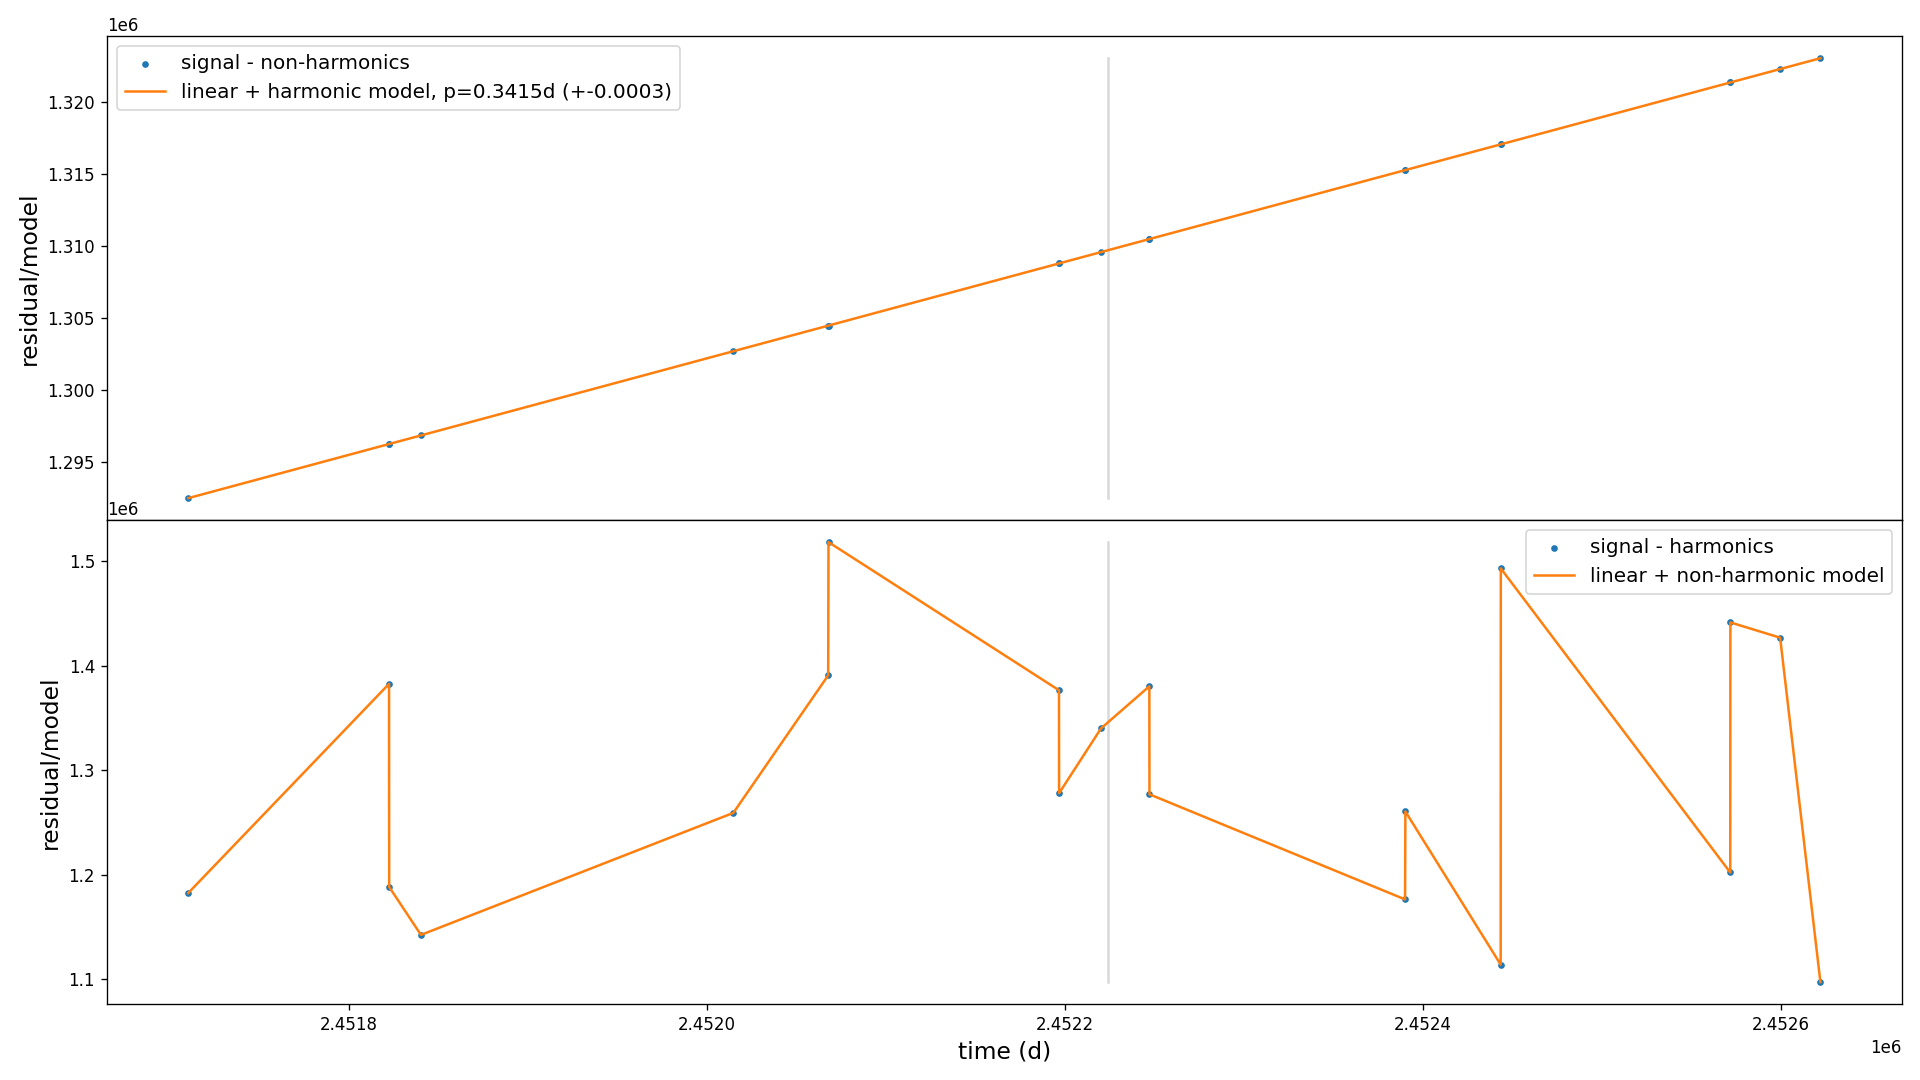 1e6
signal - non-harmonics
linear + harmonic model, p=0.3415d (+-0.0003)
1.320
1.315
1.310
1.305
1.300
1.295
residual/model
1e6
signal - harmonics
linear + non-harmonic model
1.5
1.4
1.3
1.2
1.1
residual/model
2.4518
2.4520
2.4522
2.4524
2.4526
time (d)
1e6